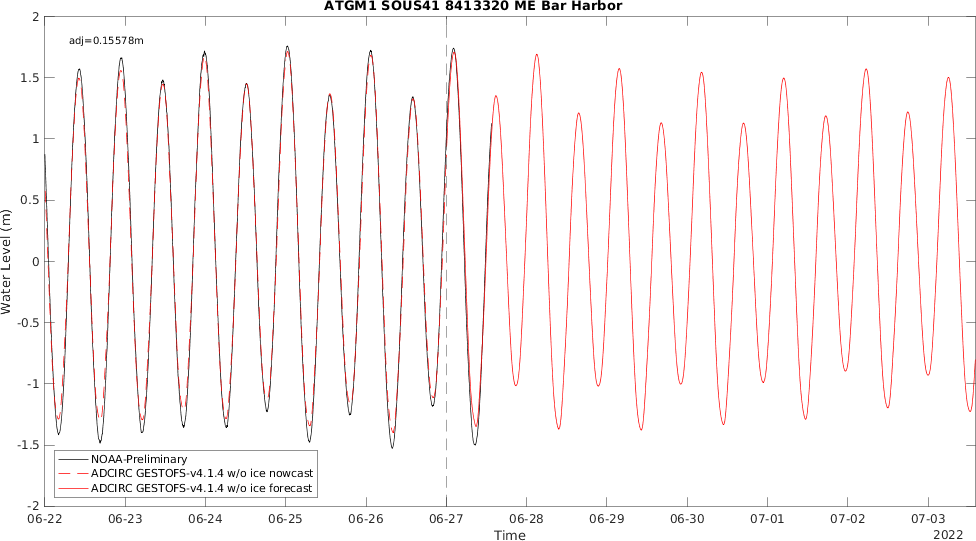 ATGM1 SOUS41 8413320 ME Bar Harbor
2
adj=0.15578m
1.5
1
0.5
0
-0.5
-1
-1.5
-2
Water Level (m)
NOAA-Preliminary
ADCIRC GESTOFS-v4.1.4 w/o ice nowcast
ADCIRC GESTOFS-v4.1.4 w/o ice forecast
06-22 06-23 06-24 06-25 06-26 06-27 06-28 06-29 06-30 07-01 07-02 07-03
Time
2022